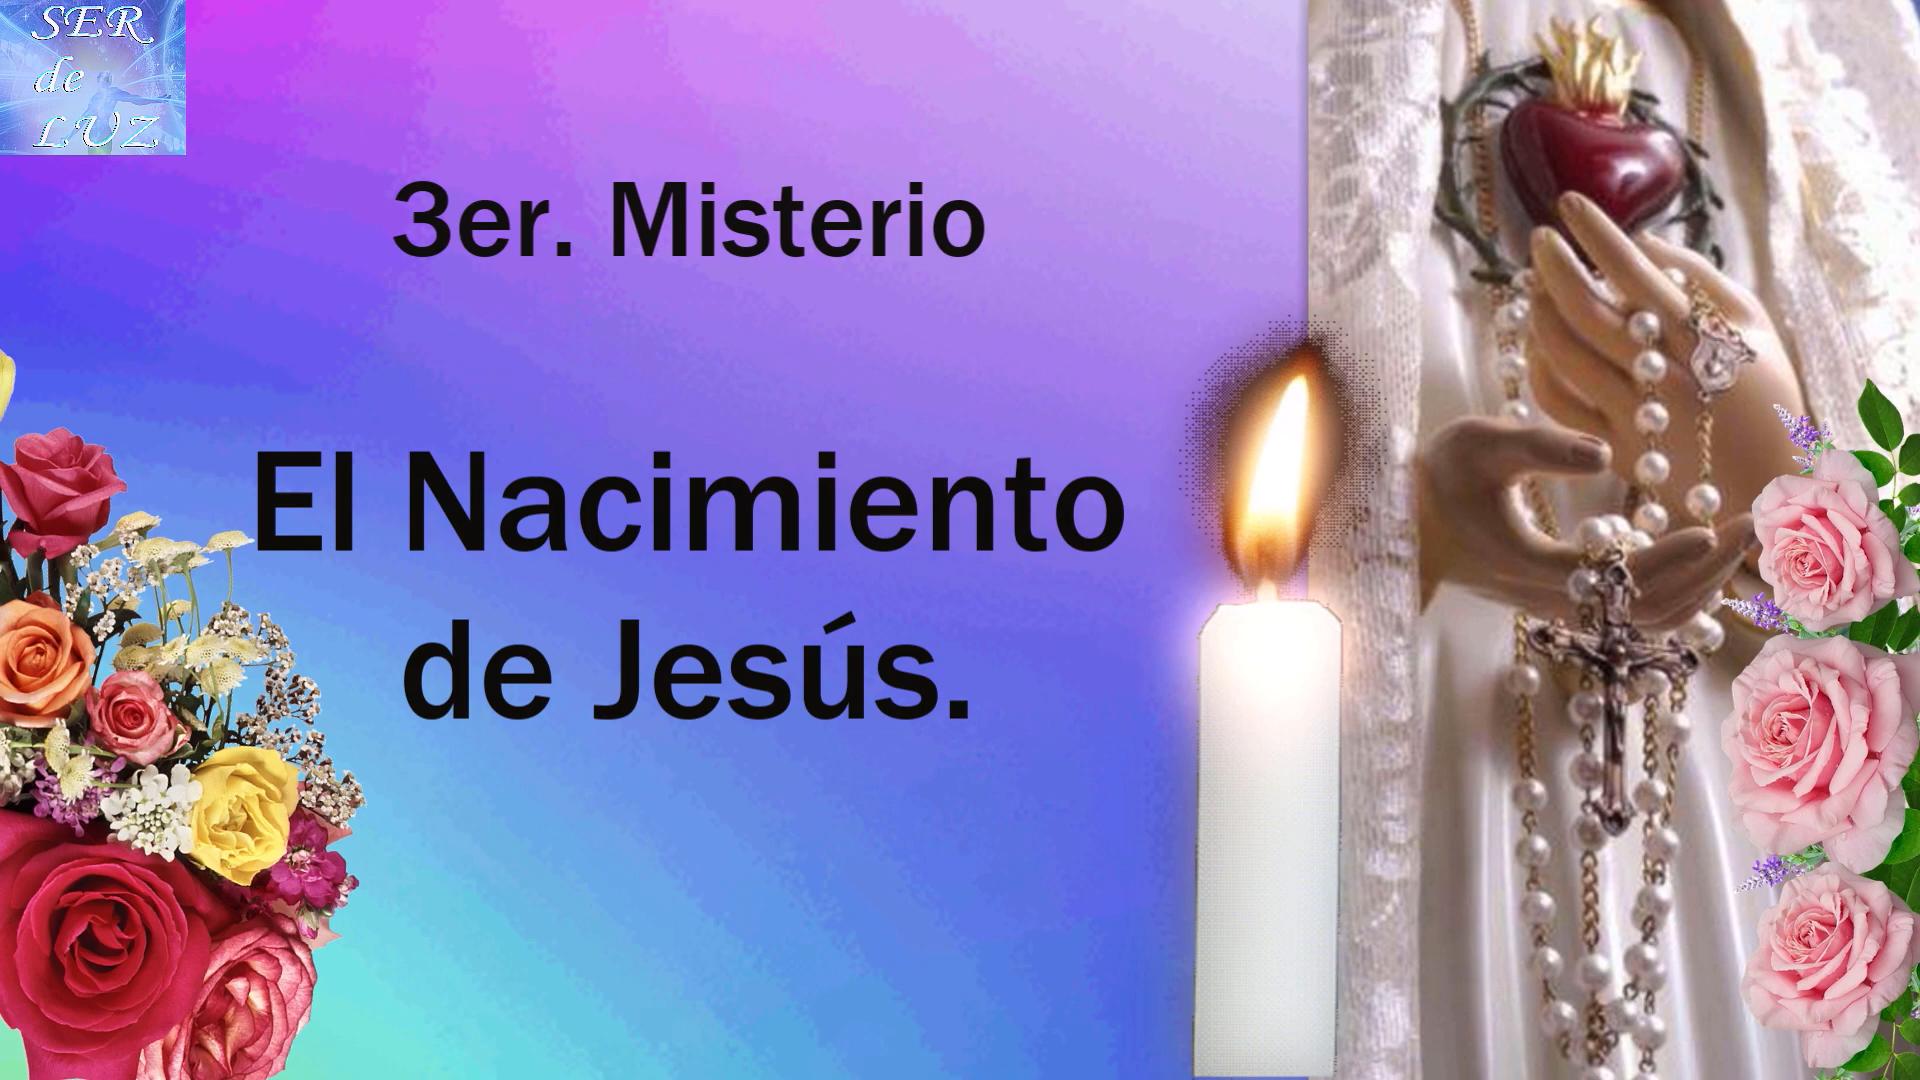 SER
de
LUZ
3er. Misterio
El Nacimiento
de Jesús.